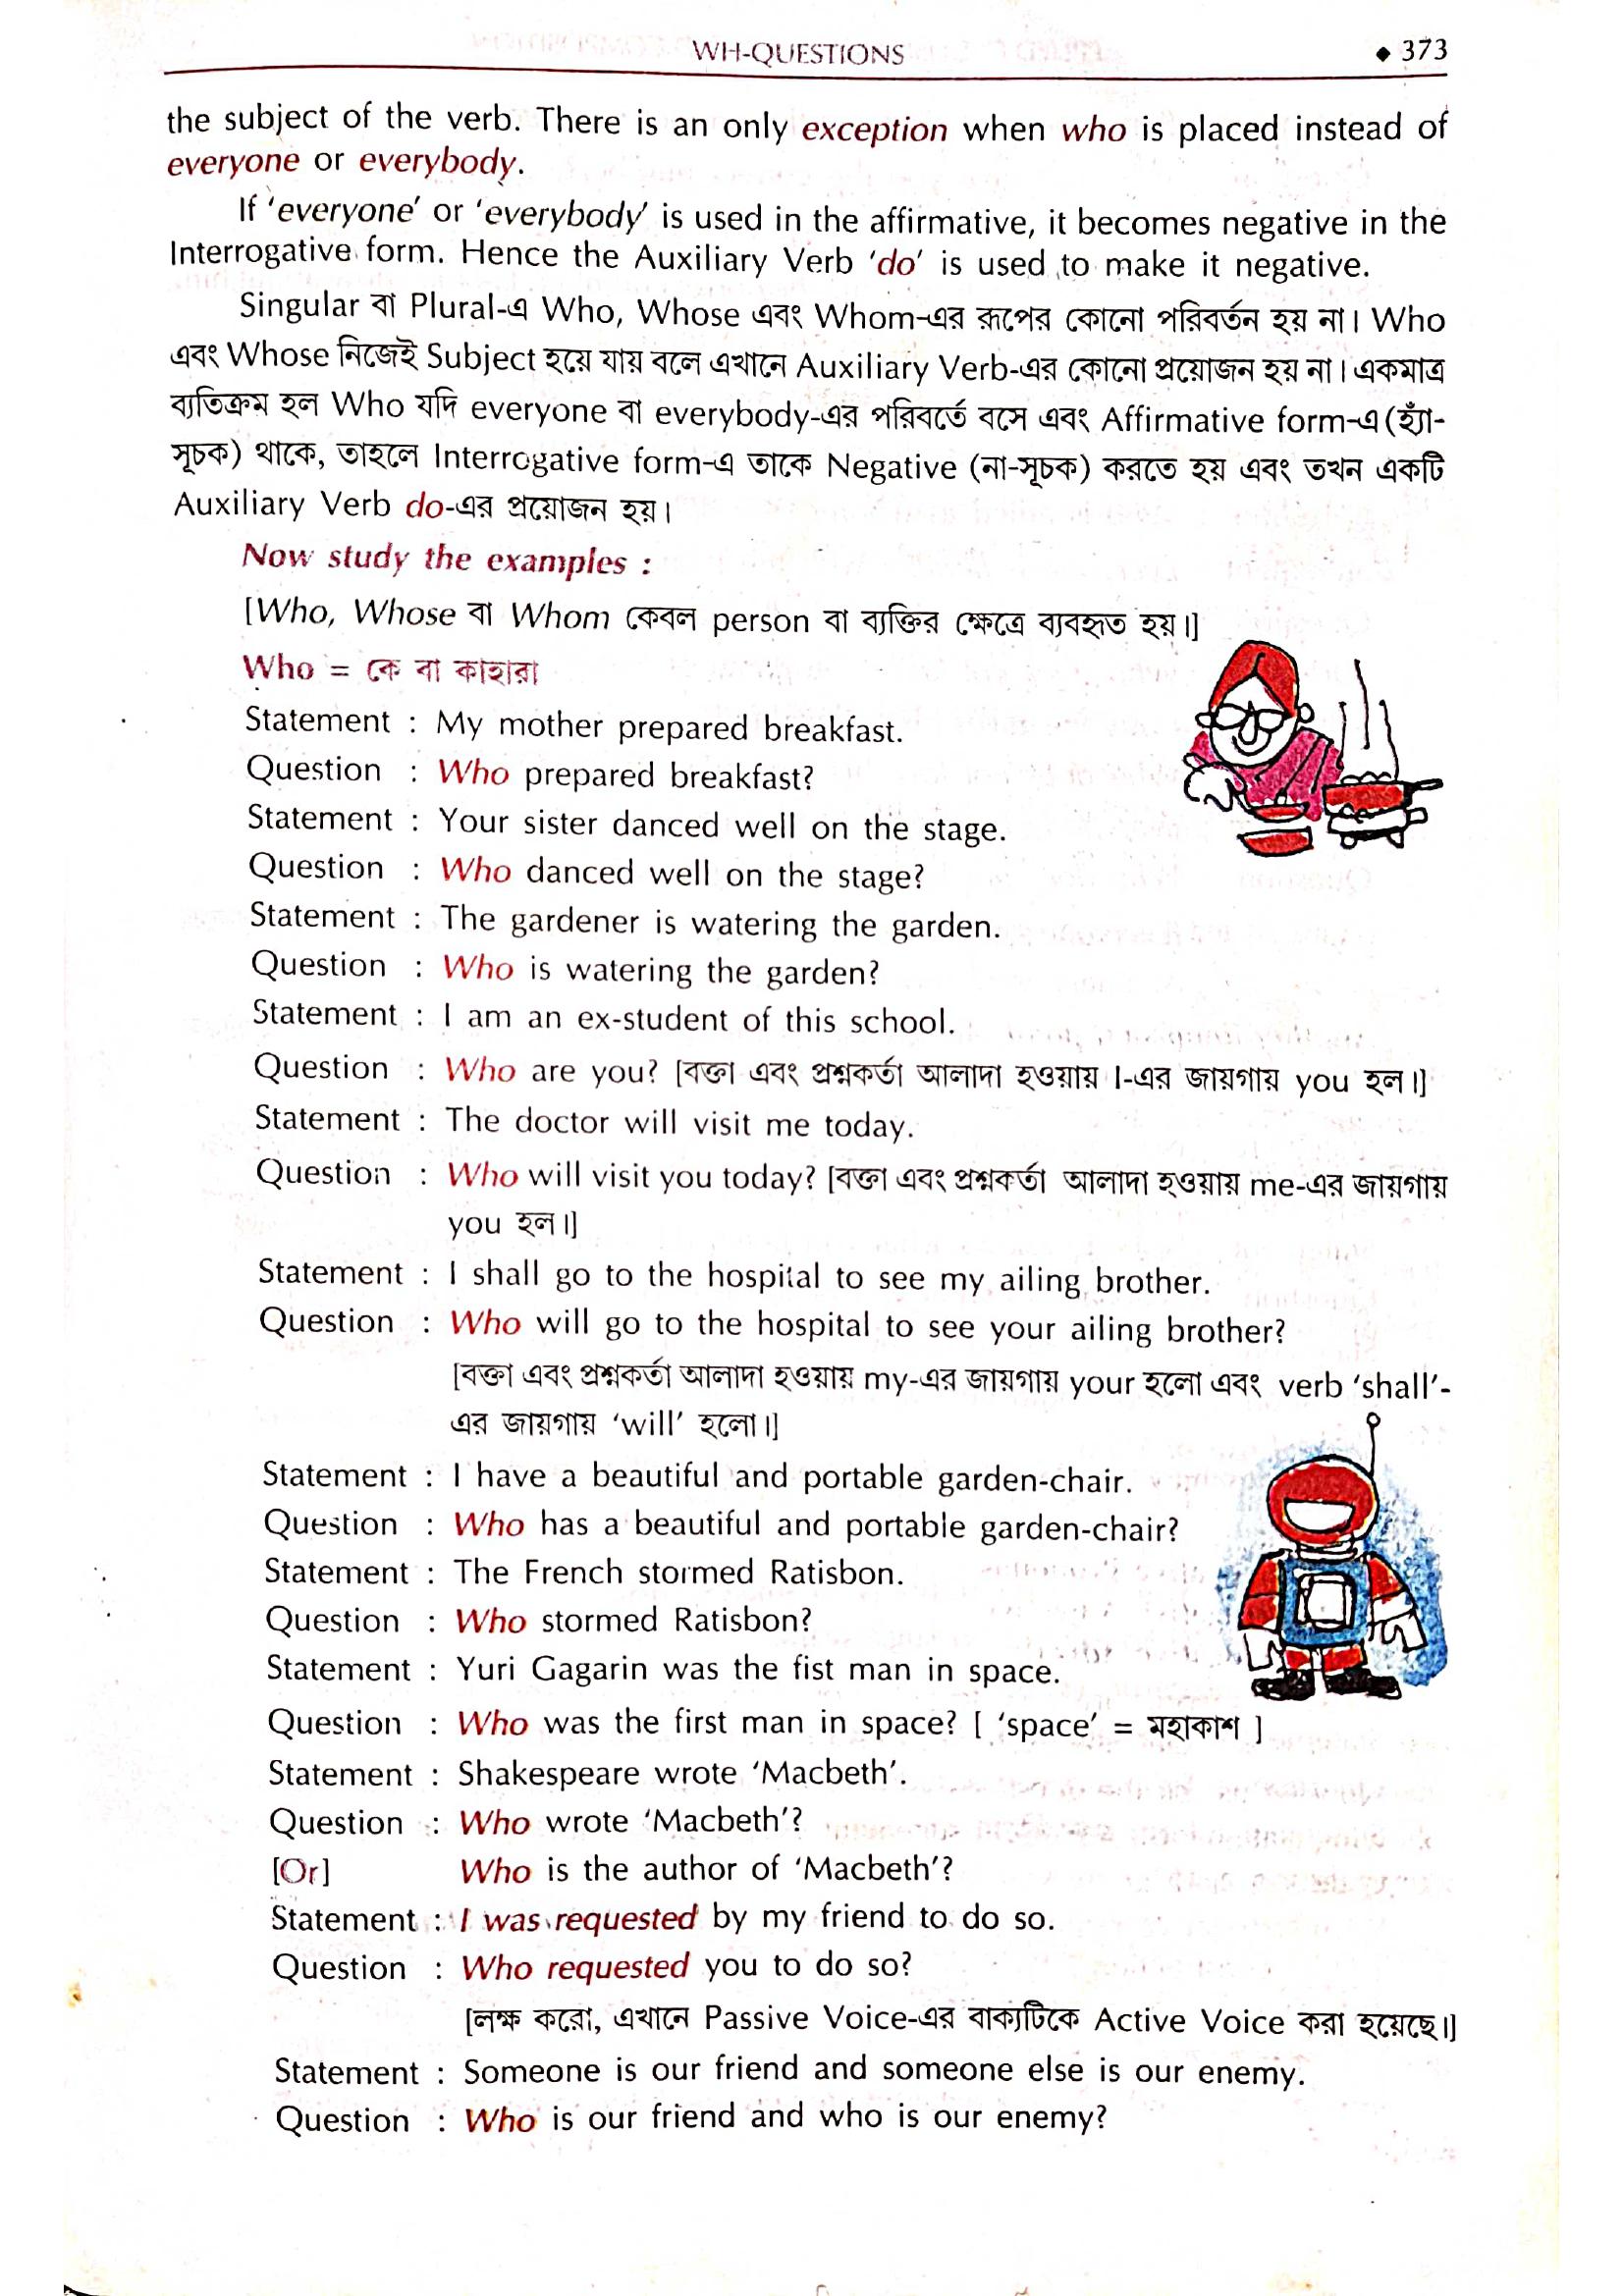 WH-QUESTIONS ◆ 373
the subject of the verb. There is an only exception when who is placed instead of
everyone or everybody.
If ‘everyone’ or ‘everybody’ is used in the affirmative, it becomes negative in the
Interrogative form. Hence the Auxiliary Verb ‘do’ is used to make it negative.
Singular বা Plural-এ Who, Whose এবং Whom-এর রূপের কোনো পরিবর্তন হয় না। Who
এবং Whose নিজেই Subject হয়ে যায় বলে এখানে Auxiliary Verb-এর কোনো প্রয়োজন হয় না। একমাত্র
ব্যতিক্রম হল Who যদি everyone বা everybody-এর পরিবর্তে বসে এবং Affirmative form-এ (হ্যাঁ-
সূচক) থাকে, তাহলে Interrogative form-এ তাকে Negative (না-সূচক) করতে হয় এবং তখন একটি
Auxiliary Verb do-এর প্রয়োজন হয়।
Now study the examples :
[Who, Whose বা Whom কেবল person বা ব্যক্তির ক্ষেত্রে ব্যবহৃত হয়।]
Who = কে বা কাহারা
Statement : My mother prepared breakfast.
Question : Who prepared breakfast?
Statement : Your sister danced well on the stage.
Question : Who danced well on the stage?
Statement : The gardener is watering the garden.
Question : Who is watering the garden?
Statement : I am an ex-student of this school.
Question : Who are you? [বক্তা এবং প্রশ্নকর্তা আলাদা হওয়ায় I-এর জায়গায় you হল।]
Statement : The doctor will visit me today.
Question : Who will visit you today? [বক্তা এবং প্রশ্নকর্তা আলাদা হওয়ায় me-এর জায়গায়
you হল।]
Statement : I shall go to the hospital to see my ailing brother.
Question : Who will go to the hospital to see your ailing brother?
[বক্তা এবং প্রশ্নকর্তা আলাদা হওয়ায় my-এর জায়গায় your হলো এবং verb ‘shall’-
এর জায়গায় ‘will’ হলো।]
Statement : I have a beautiful and portable garden-chair.
Question : Who has a beautiful and portable garden-chair?
Statement : The French stormed Ratisbon.
Question : Who stormed Ratisbon?
Statement : Yuri Gagarin was the fist man in space.
Question : Who was the first man in space? [ ‘space’ = মহাকাশ ]
Statement : Shakespeare wrote ‘Macbeth’.
Question : Who wrote ‘Macbeth’?
[Or] Who is the author of ‘Macbeth’?
Statement : I was requested by my friend to do so.
Question : Who requested you to do so?
[লক্ষ করো, এখানে Passive Voice-এর বাক্যটিকে Active Voice করা হয়েছে।]
Statement : Someone is our friend and someone else is our enemy.
Question : Who is our friend and who is our enemy?